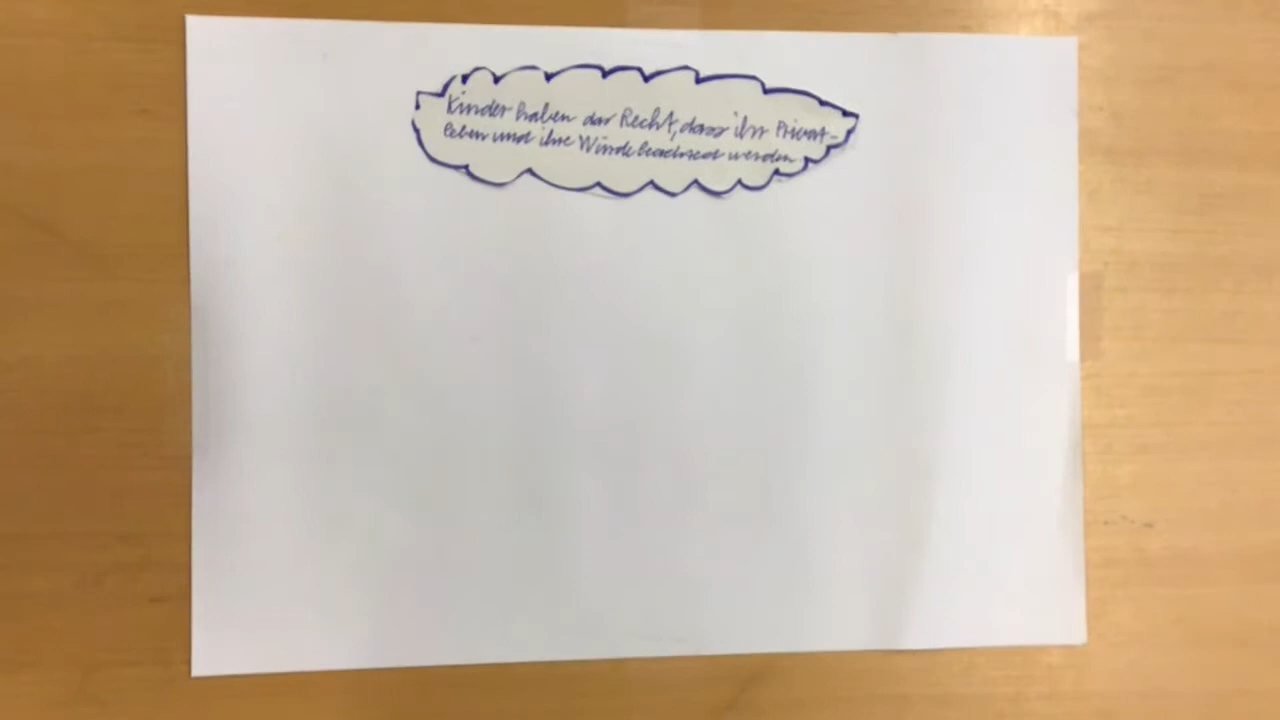 Kinder haben das Recht, dass ihr Privat-
leben und ihre Würde beachtet werden